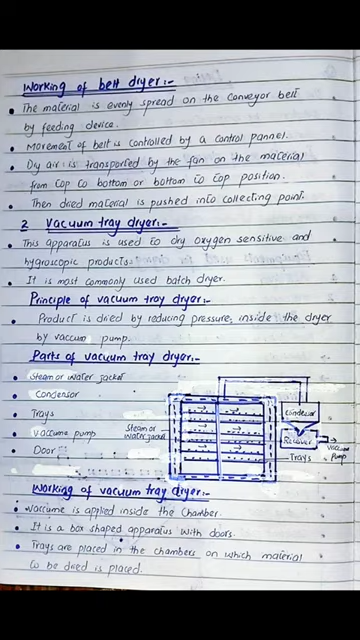 Working of belt dryer:-
• The material is evenly spread on the conveyor belt
by feeding device.
• Movement of belt is controlled by a control pannel.
• Dry air is transported by the fan on the material
from top to bottom or bottom to top position.
• Then dried material is pushed into collecting point.
2 Vacuum tray dryer:-
• This apparatus is used to dry oxygen sensitive and
hygroscopic products.
• It is most commonly used batch dryer.
Principle of vacuum tray dryer:-
• Product is dried by reducing pressure, inside the dryer
by vaccum pump.
Parts of vacuum tray dryer:-
• Steam or water jacket
• Condensor
• Trays
• vaccume pump
• Door
Steam or
water jacket
Condensor
Reciever
vaccume
Pump
Trays
Working of vacuum tray dryer:-
• vaccume is applied inside the chamber.
• It is a box shaped apparatus with doors.
• Trays are placed in the chambers on which material
to be dried is placed.